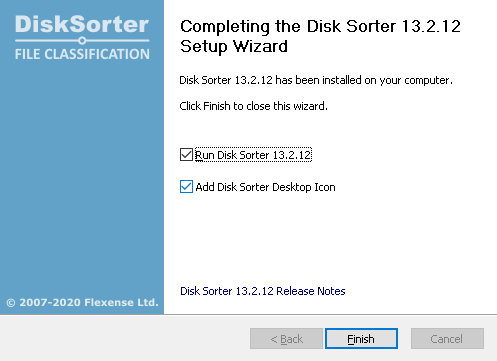 DiskSorter
FILE CLASSIFICATION
Completing the Disk Sorter 13.2.12
Setup Wizard
Disk Sorter 13.2.12 has been installed on your computer.
Click Finish to close this wizard.
Run Disk Sorter 13.2.12
Add Disk Sorter Desktop Icon
Disk Sorter 13.2.12 Release Notes
© 2007-2020 Flexense Ltd.
< Back
Finish
Cancel